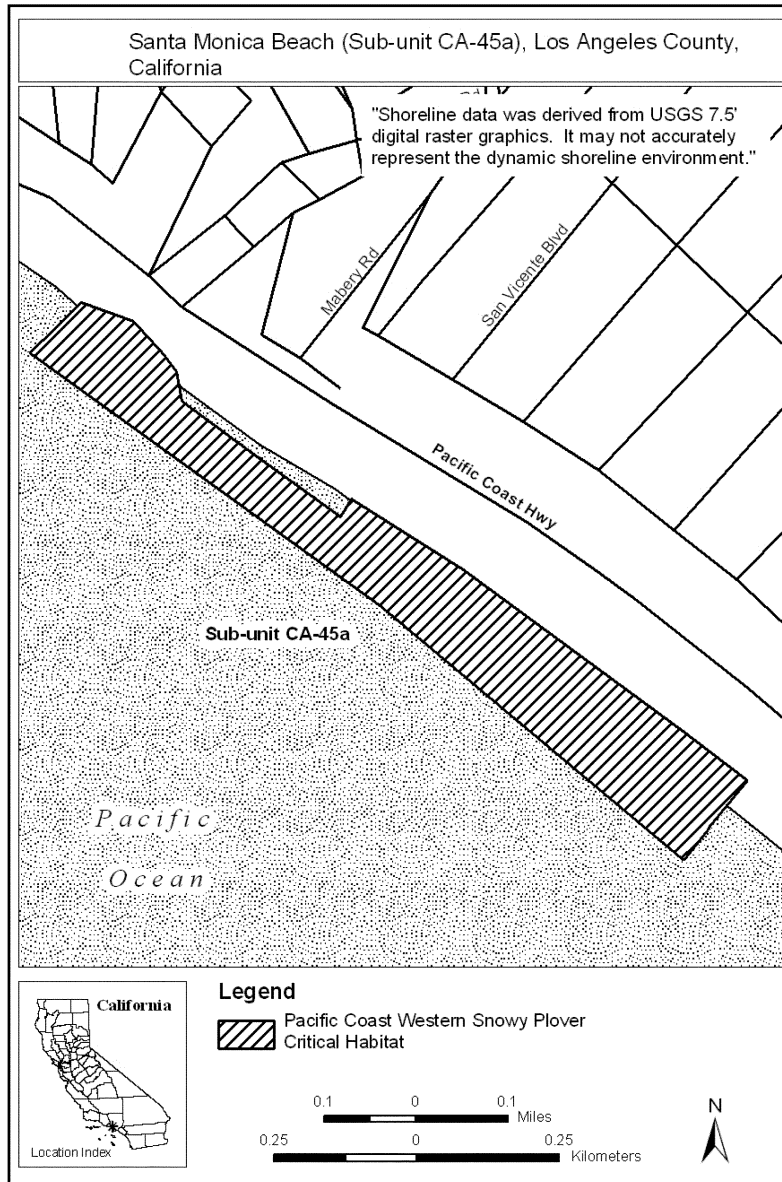 Santa Monica Beach (Sub-unit CA-45a), Los Angeles County,
California
"Shoreline data was derived from USGS 7.5'
digital raster graphics. It may not accurately
represent the dynamic shoreline environment."
Mabery Rd
San Vicente Blvd
Pacific Coast Hwy
Sub-unit CA-45a
Pacific
Ocean
California
Location Index
Legend
Pacific Coast Western Snowy Plover
Critical Habitat
0.1 0 0.1
Miles
0.25 0 0.25
Kilometers
N